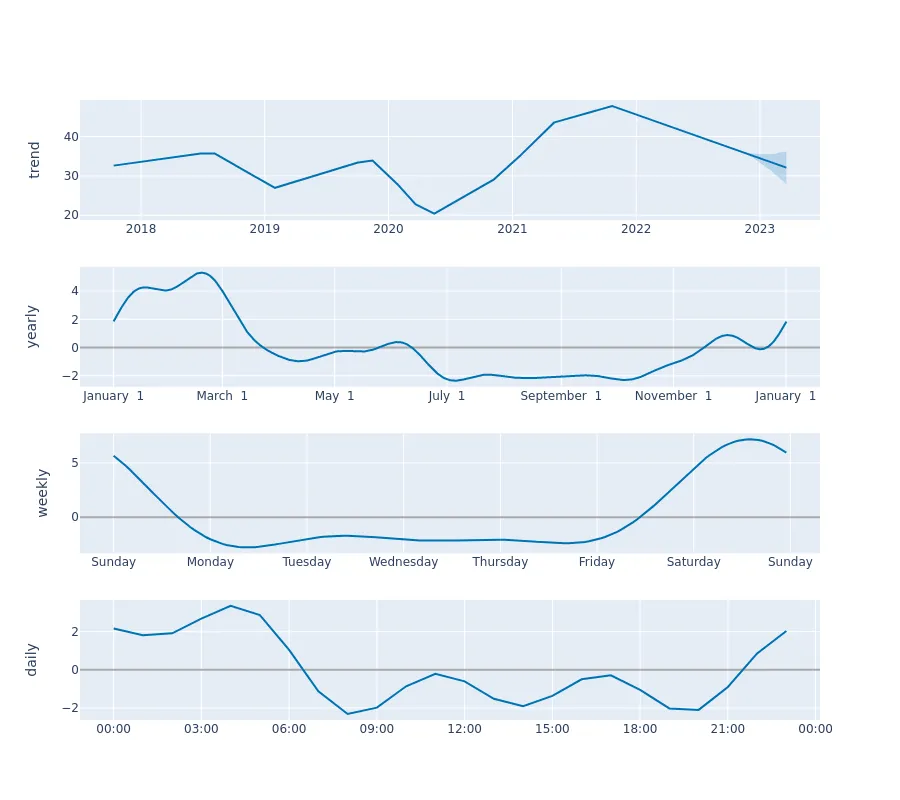 40
30
20
trend
2018 2019 2020 2021 2022 2023
4
2
0
−2
yearly
January 1 March 1 May 1 July 1 September 1 November 1 January 1
5
0
weekly
Sunday Monday Tuesday Wednesday Thursday Friday Saturday Sunday
2
0
−2
daily
00:00 03:00 06:00 09:00 12:00 15:00 18:00 21:00 00:00